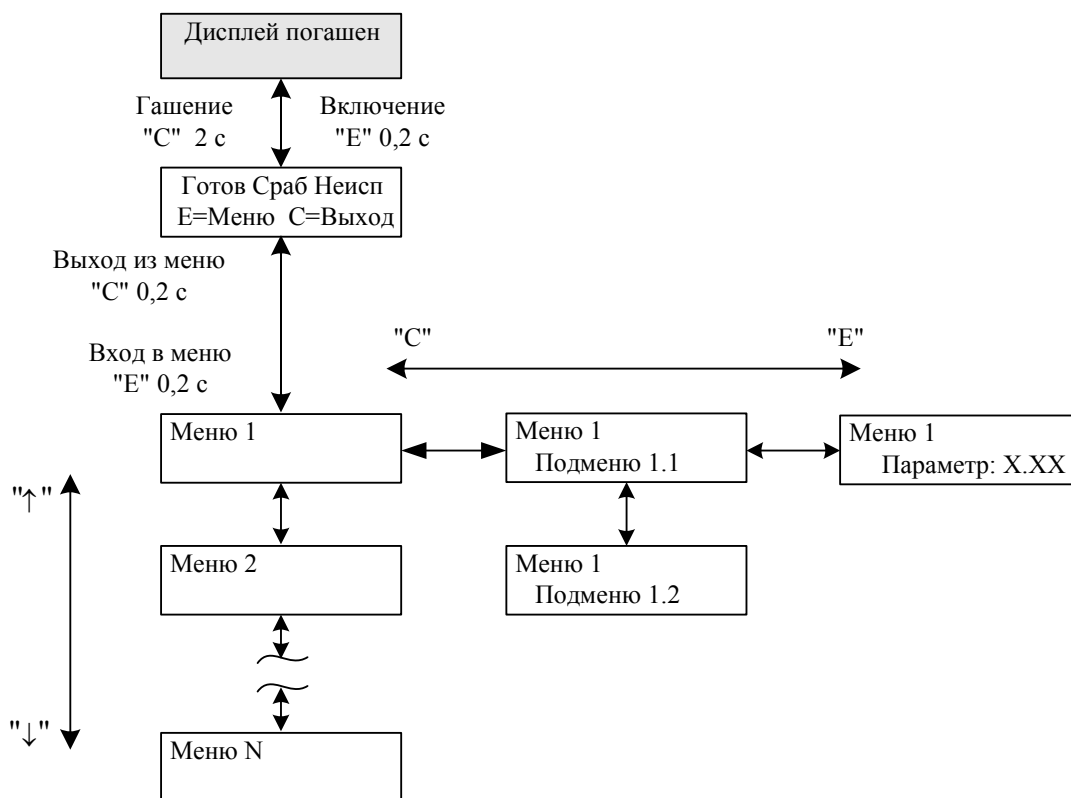 Дисплей погашен
Гашение
"C" 2 с
Включение
"E" 0,2 с
Готов Сраб Неисп
E=Меню C=Выход
Выход из меню
"C" 0,2 с
Вход в меню
"E" 0,2 с
"C"
"E"
Меню 1
Меню 1
Подменю 1.1
Меню 1
Параметр: X.XX
"↑"
Меню 2
Меню 1
Подменю 1.2
"↓"
Меню N